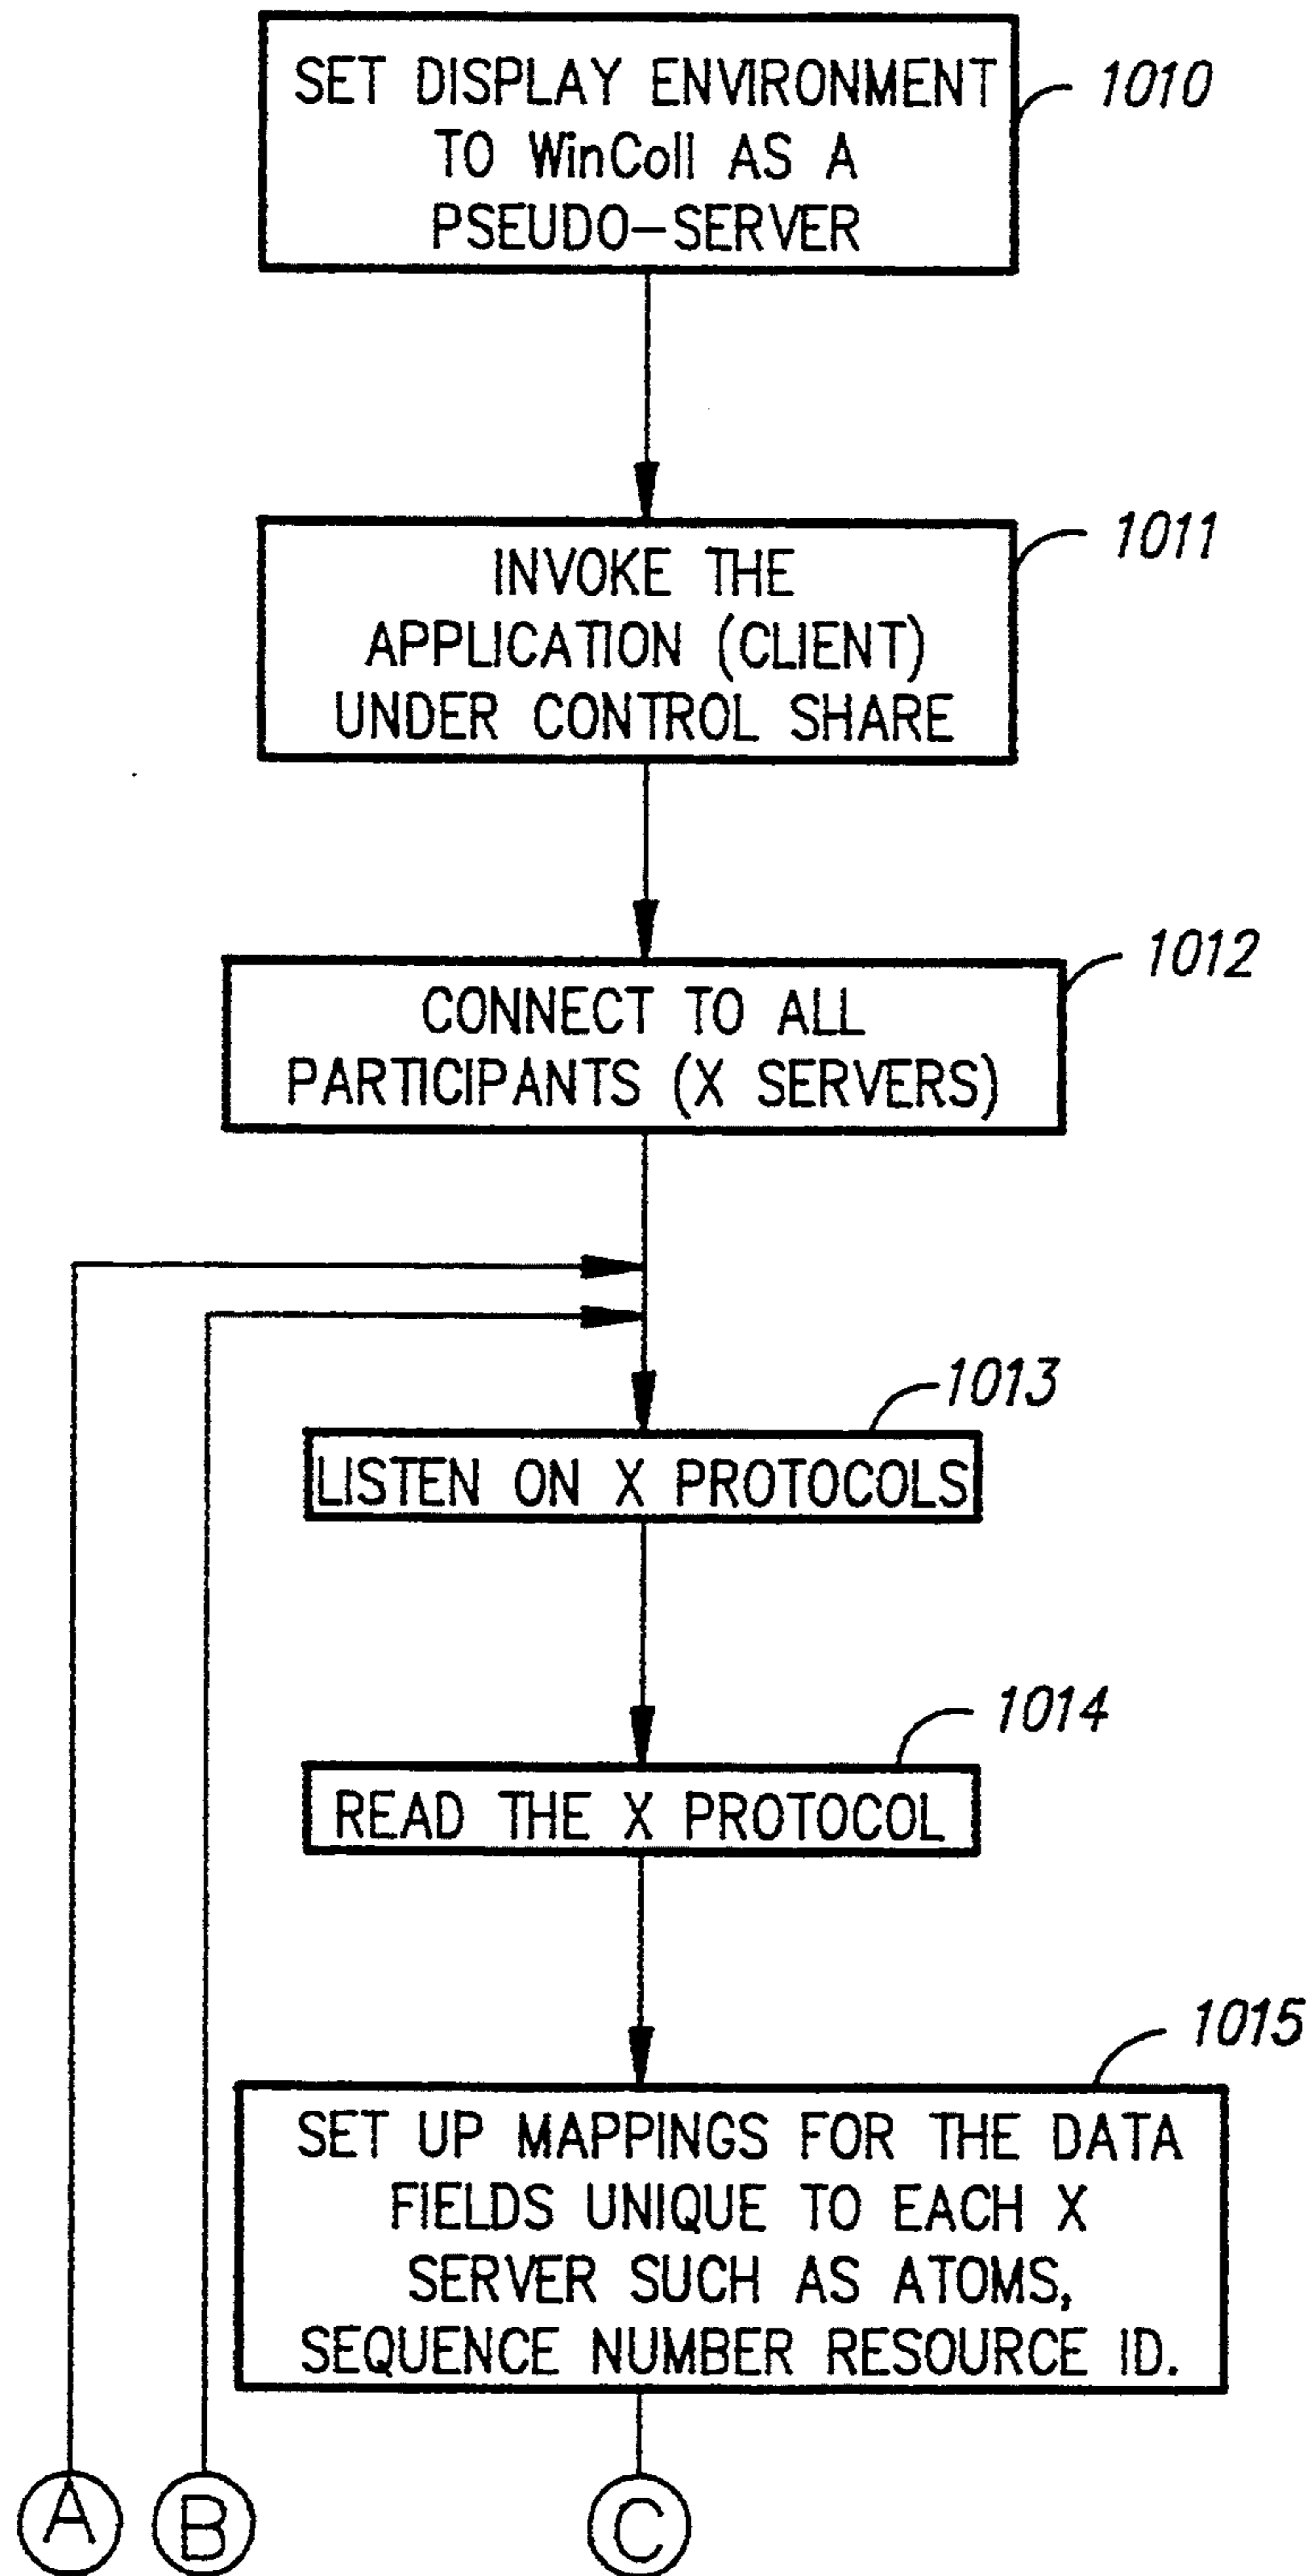 SET DISPLAY ENVIRONMENT
TO WinColl AS A
PSEUDO-SERVER
1010
INVOKE THE
APPLICATION (CLIENT)
UNDER CONTROL SHARE
1011
CONNECT TO ALL
PARTICIPANTS (X SERVERS)
1012
LISTEN ON X PROTOCOLS
1013
READ THE X PROTOCOL
1014
SET UP MAPPINGS FOR THE DATA
FIELDS UNIQUE TO EACH X
SERVER SUCH AS ATOMS,
SEQUENCE NUMBER RESOURCE ID.
1015
A
B
C